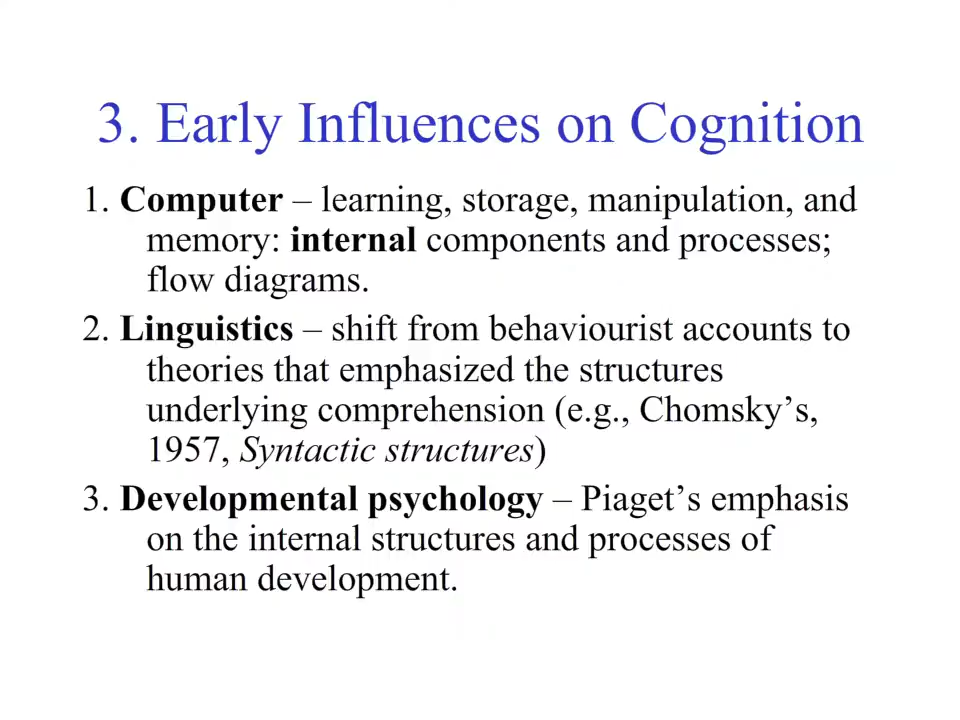 3. Early Influences on Cognition
1. Computer – learning, storage, manipulation, and
memory: internal components and processes;
flow diagrams.
2. Linguistics – shift from behaviourist accounts to
theories that emphasized the structures
underlying comprehension (e.g., Chomsky’s,
1957, Syntactic structures)
3. Developmental psychology – Piaget’s emphasis
on the internal structures and processes of
human development.